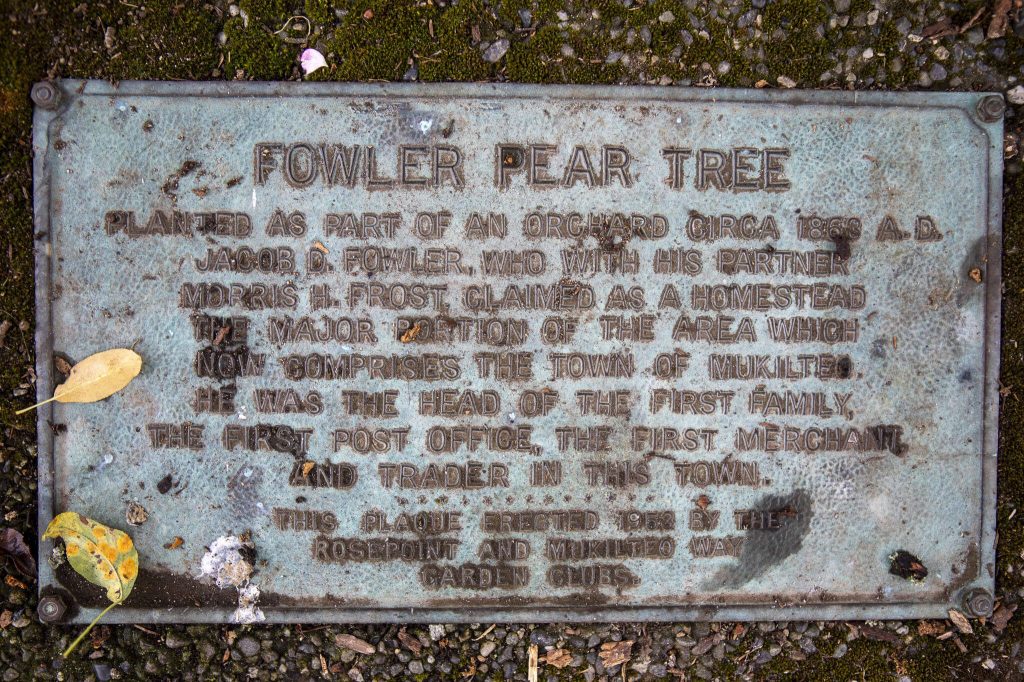 FOWLER PEAR TREE
PLANTED AS PART OF AN ORCHARD CIRCA 1863 A.D.
JACOB D. FOWLER, WHO WITH HIS PARTNER
MORRIS H. FROST CLAIMED AS A HOMESTEAD
THE MAJOR PORTION OF THE AREA WHICH
NOW COMPRISES THE TOWN OF MUKILTEO.
HE WAS THE HEAD OF THE FIRST FAMILY,
THE FIRST POST OFFICE, THE FIRST MERCHANT,
AND TRADER IN THIS TOWN.
THIS PLAQUE ERECTED 1953 BY THE
ROSEPOINT AND MUKILTEO WAY
GARDEN CLUBS.